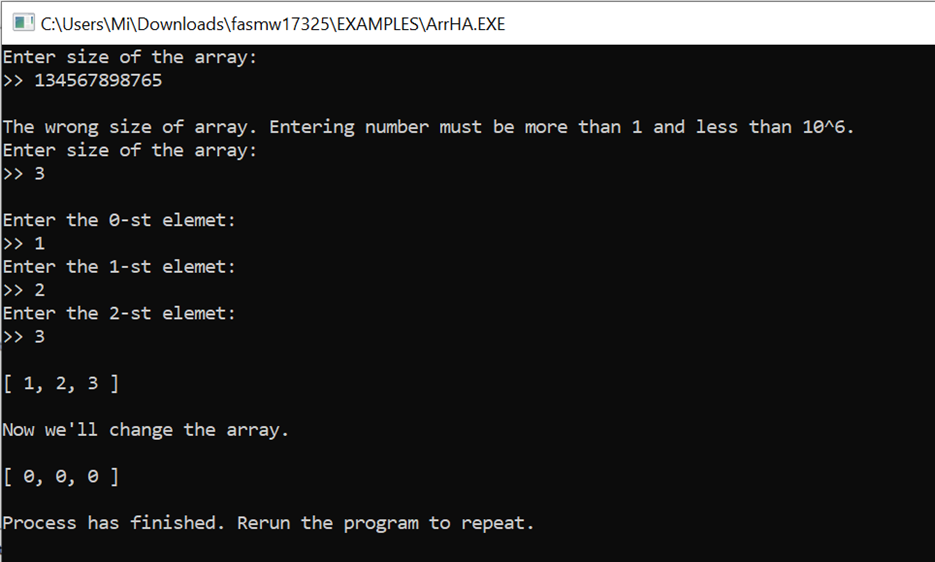 C:\Users\Mi\Downloads\fasmw17325\EXAMPLES\ArrHA.EXE
Enter size of the array:
>> 134567898765
The wrong size of array. Entering number must be more than 1 and less than 10^6.
Enter size of the array:
>> 3
Enter the 0-st elemet:
>> 1
Enter the 1-st elemet:
>> 2
Enter the 2-st elemet:
>> 3
[ 1, 2, 3 ]
Now we'll change the array.
[ 0, 0, 0 ]
Process has finished. Rerun the program to repeat.